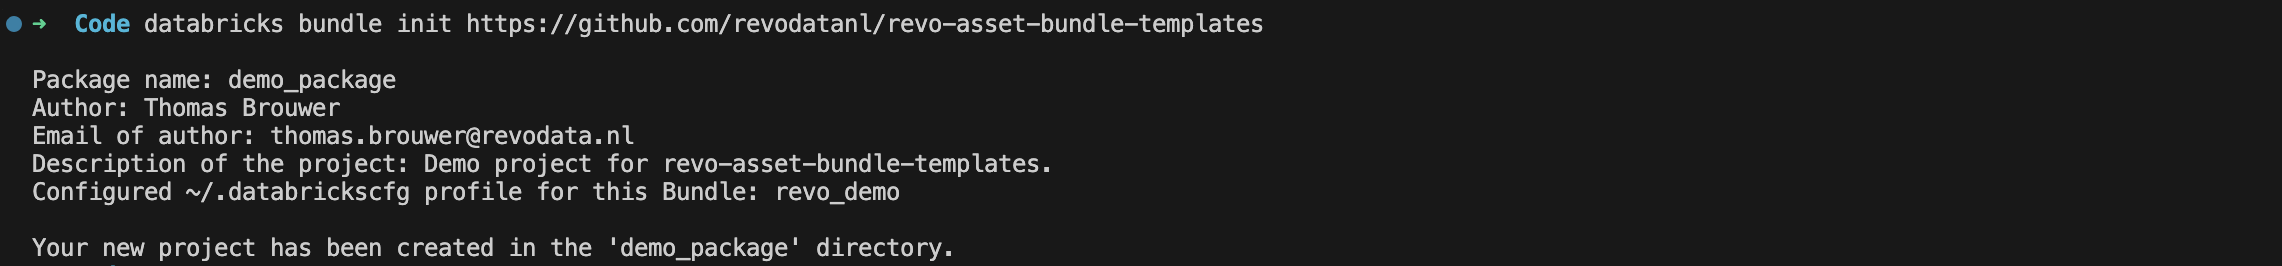 ➜ Code databricks bundle init https://github.com/revodatanl/revo-asset-bundle-templates
Package name: demo_package
Author: Thomas Brouwer
Email of author: thomas.brouwer@revodata.nl
Description of the project: Demo project for revo-asset-bundle-templates.
Configured ~/.databrickscfg profile for this Bundle: revo_demo
Your new project has been created in the 'demo_package' directory.